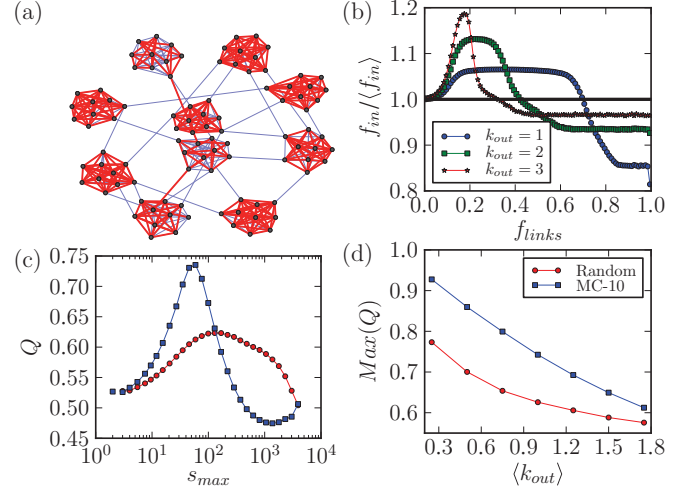 (a)
(b)
1.2
1.1
1.0
0.9
0.8
f_in/⟨f_in⟩
k_out = 1
k_out = 2
k_out = 3
0.0 0.2 0.4 0.6 0.8 1.0
f_links
(c)
0.75
0.70
0.65
0.60
0.55
0.50
0.45
Q
10^0 10^1 10^2 10^3 10^4
s_max
(d)
1.0
0.9
0.8
0.7
0.6
Max(Q)
Random
MC-10
0.3 0.6 0.9 1.2 1.5 1.8
⟨k_out⟩